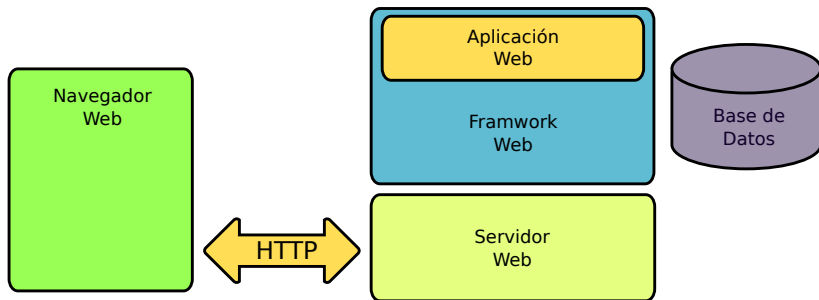 Navegador
Web
HTTP
Aplicación
Web
Framwork
Web
Servidor
Web
Base de
Datos